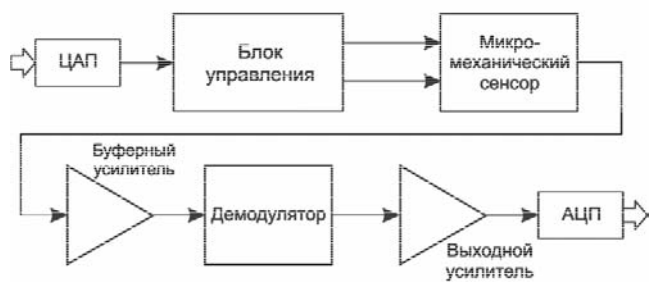 ЦАП
Блок
управления
Микро-
механический
сенсор
Буферный
усилитель
Демодулятор
Выходной
усилитель
АЦП